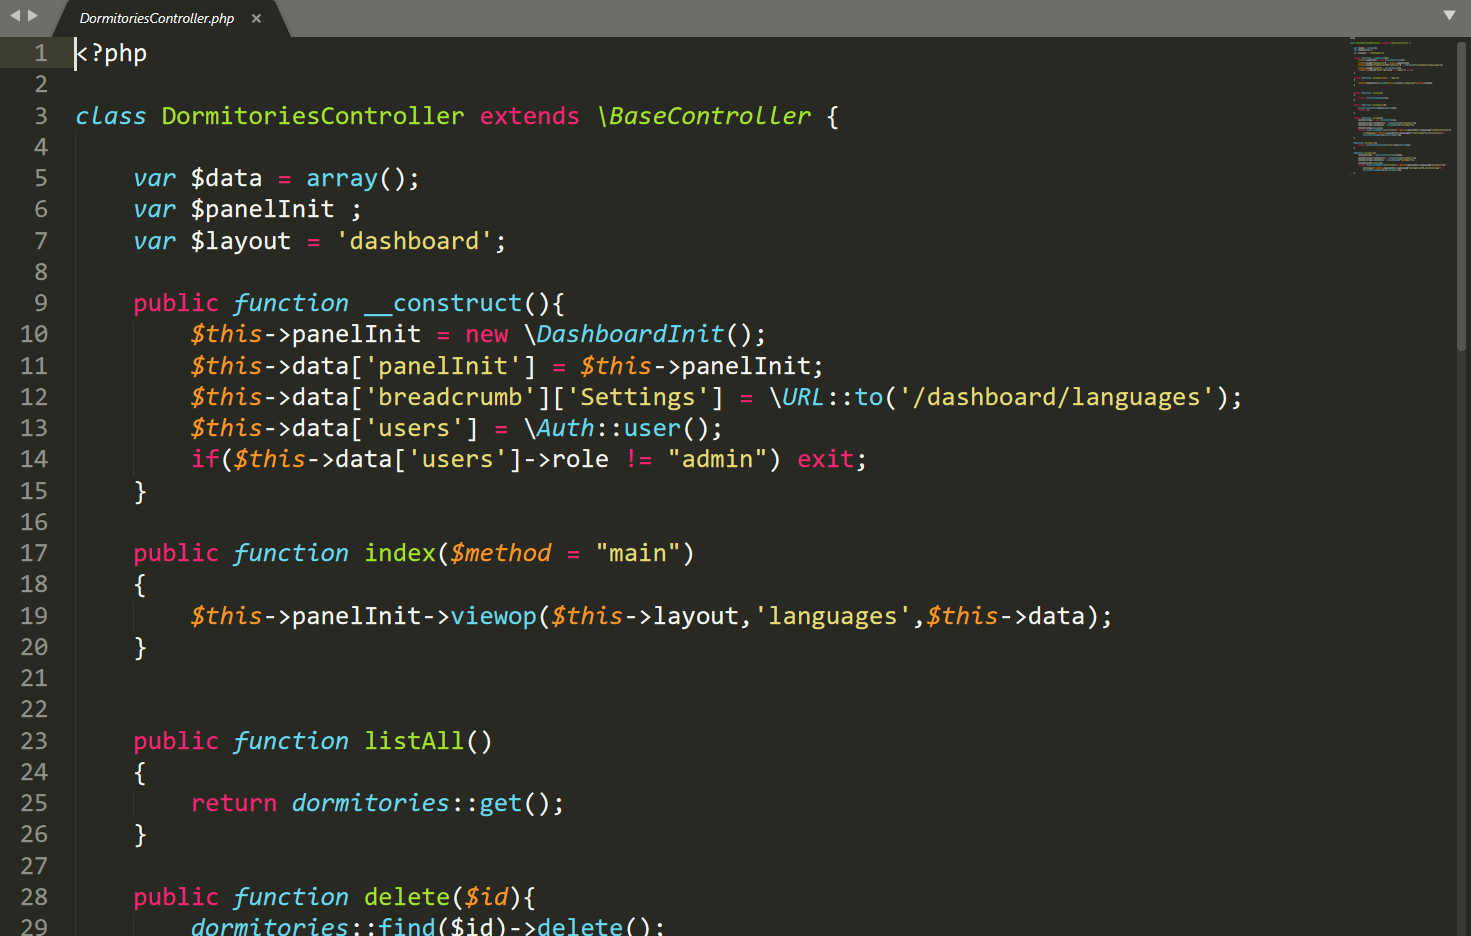 DormitoriesController.php ×
1 <?php
2
3 class DormitoriesController extends \BaseController {
4
5     var $data = array();
6     var $panelInit ;
7     var $layout = 'dashboard';
8
9     public function __construct(){
10         $this->panelInit = new \DashboardInit();
11         $this->data['panelInit'] = $this->panelInit;
12         $this->data['breadcrumb']['Settings'] = \URL::to('/dashboard/languages');
13         $this->data['users'] = \Auth::user();
14         if($this->data['users']->role != "admin") exit;
15     }
16
17     public function index($method = "main")
18     {
19         $this->panelInit->viewop($this->layout,'languages',$this->data);
20     }
21
22
23     public function listAll()
24     {
25         return dormitories::get();
26     }
27
28     public function delete($id){
29         dormitories::find($id)->delete();